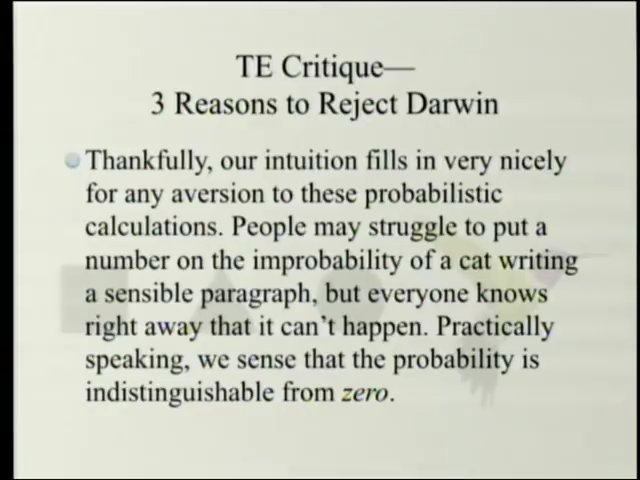 TE Critique—
3 Reasons to Reject Darwin
Thankfully, our intuition fills in very nicely
for any aversion to these probabilistic
calculations. People may struggle to put a
number on the improbability of a cat writing
a sensible paragraph, but everyone knows
right away that it can't happen. Practically
speaking, we sense that the probability is
indistinguishable from zero.